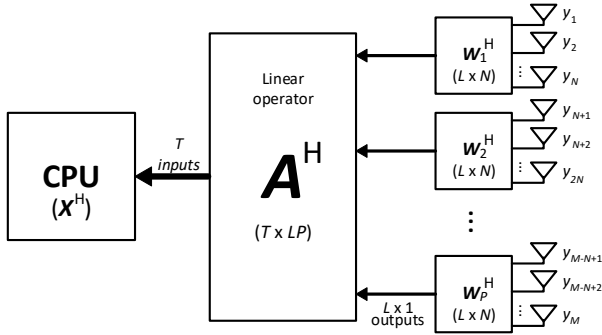 CPU
(X^H)
T
inputs
Linear
operator
A^H
(T x LP)
W_1^H
(L x N)
y_1
y_2
⋮
y_N
W_2^H
(L x N)
y_{N+1}
y_{N+2}
⋮
y_{2N}
⋮
L x 1
outputs
W_P^H
(L x N)
y_{M-N+1}
y_{M-N+2}
⋮
y_M